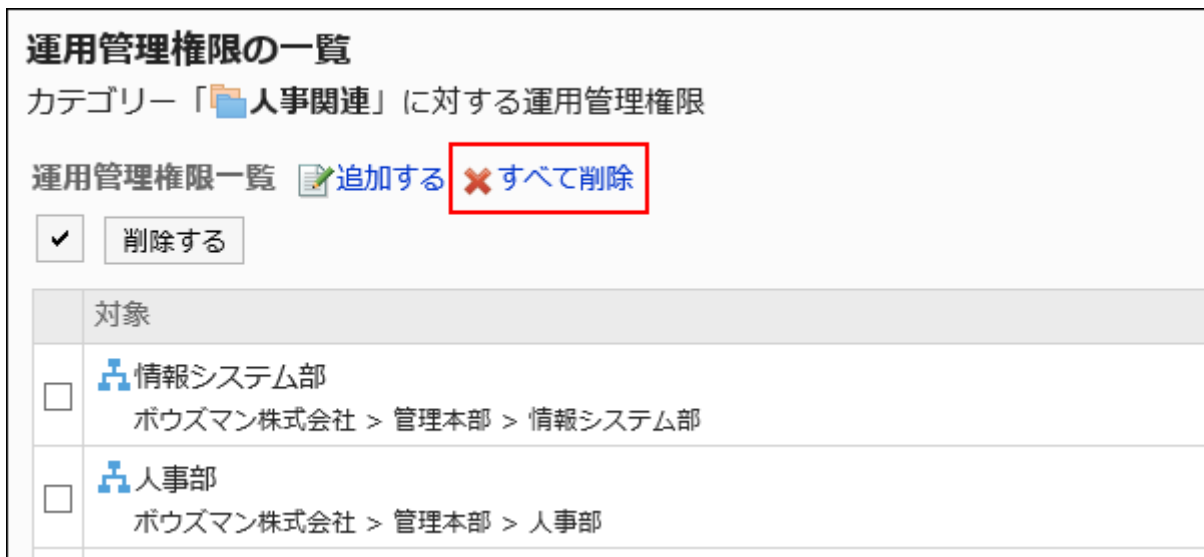 運用管理権限の一覧
カテゴリー「人事関連」に対する運用管理権限
運用管理権限一覧 追加する すべて削除
削除する
対象
情報システム部
ボウズマン株式会社 > 管理本部 > 情報システム部
人事部
ボウズマン株式会社 > 管理本部 > 人事部